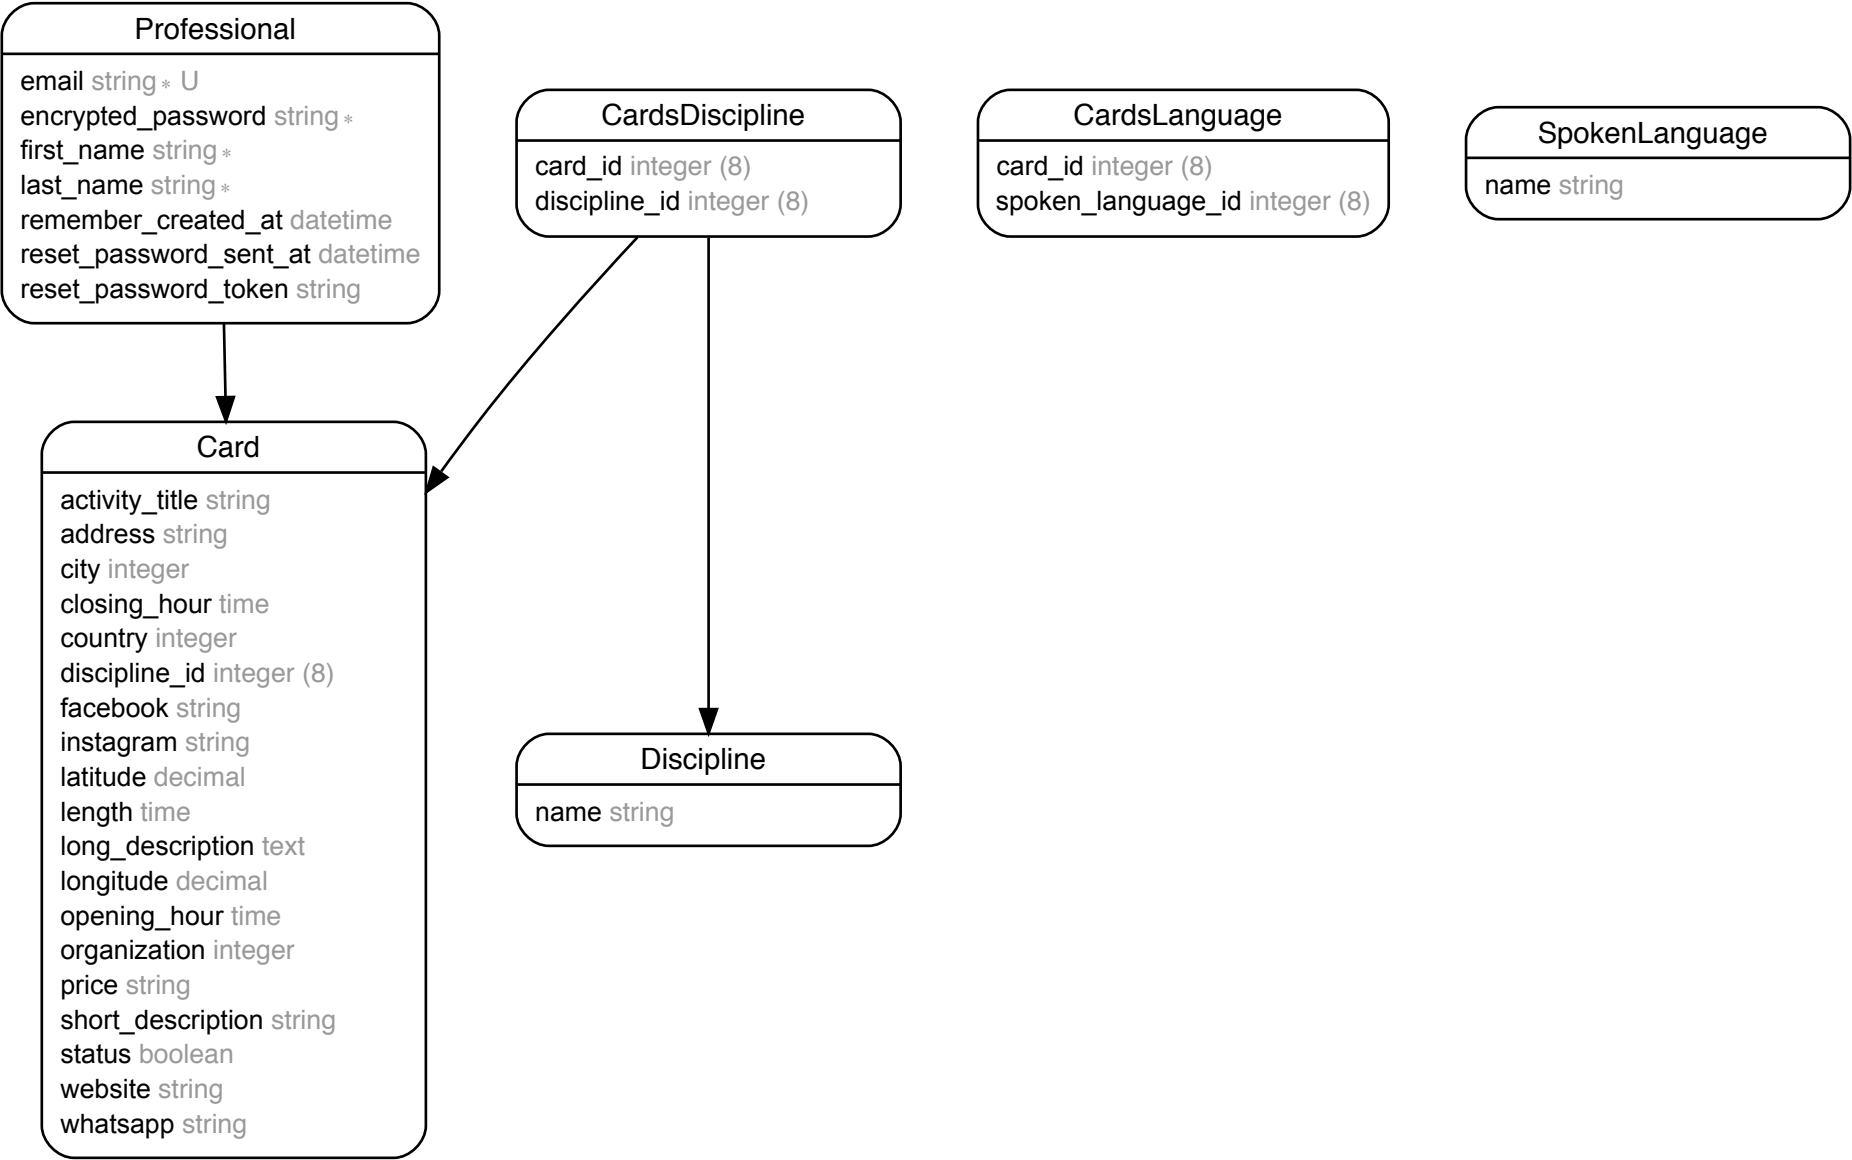 Professional
email string * U
encrypted_password string *
first_name string *
last_name string *
remember_created_at datetime
reset_password_sent_at datetime
reset_password_token string
CardsDiscipline
card_id integer (8)
discipline_id integer (8)
CardsLanguage
card_id integer (8)
spoken_language_id integer (8)
SpokenLanguage
name string
Card
activity_title string
address string
city integer
closing_hour time
country integer
discipline_id integer (8)
facebook string
instagram string
latitude decimal
length time
long_description text
longitude decimal
opening_hour time
organization integer
price string
short_description string
status boolean
website string
whatsapp string
Discipline
name string